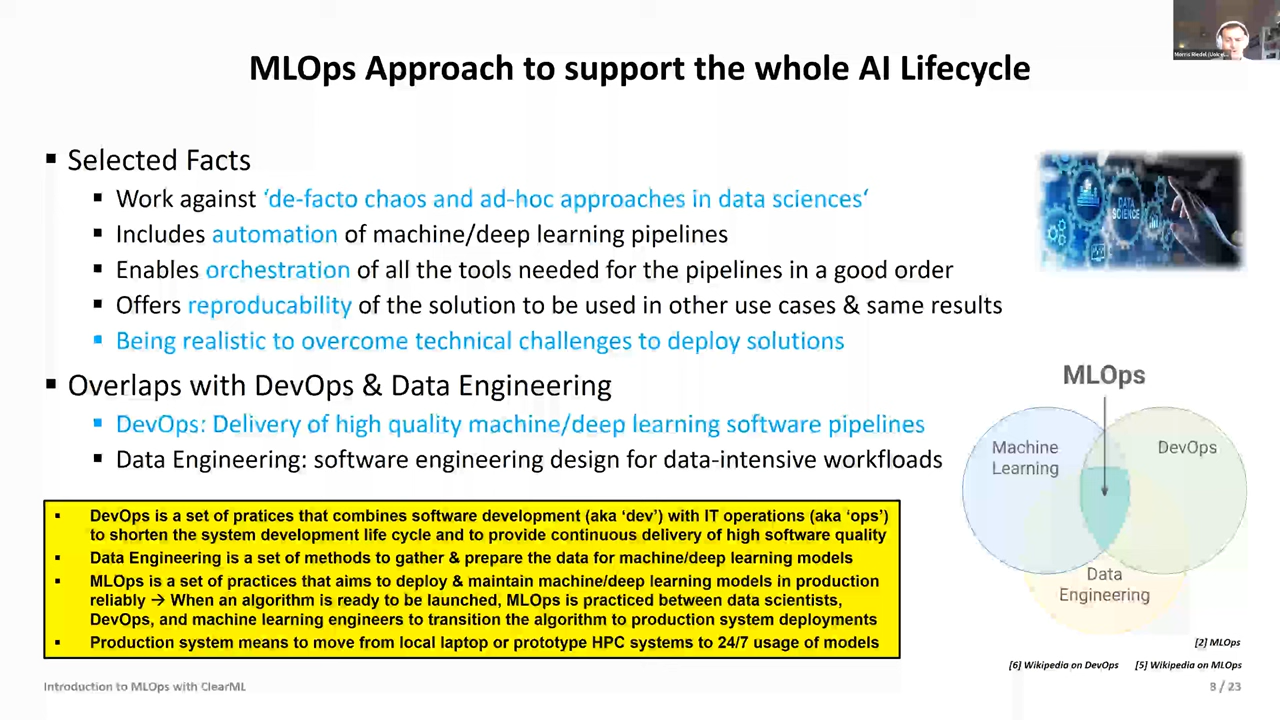 MLOps Approach to support the whole AI Lifecycle
▪ Selected Facts
▪ Work against ‘de-facto chaos and ad-hoc approaches in data sciences‘
▪ Includes automation of machine/deep learning pipelines
▪ Enables orchestration of all the tools needed for the pipelines in a good order
▪ Offers reproducability of the solution to be used in other use cases & same results
▪ Being realistic to overcome technical challenges to deploy solutions
▪ Overlaps with DevOps & Data Engineering
▪ DevOps: Delivery of high quality machine/deep learning software pipelines
▪ Data Engineering: software engineering design for data-intensive workflows
▪ DevOps is a set of pratices that combines software development (aka ‘dev’) with IT operations (aka ‘ops’)
to shorten the system development life cycle and to provide continuous delivery of high software quality
▪ Data Engineering is a set of methods to gather & prepare the data for machine/deep learning models
▪ MLOps is a set of practices that aims to deploy & maintain machine/deep learning models in production
reliably → When an algorithm is ready to be launched, MLOps is practiced between data scientists,
DevOps, and machine learning engineers to transition the algorithm to production system deployments
▪ Production system means to move from local laptop or prototype HPC systems to 24/7 usage of models
DATA
SCIENCE
MLOps
Machine
Learning
DevOps
Data
Engineering
[2] MLOps
[6] Wikipedia on DevOps [5] Wikipedia on MLOps
Introduction to MLOps with ClearML
8 / 23